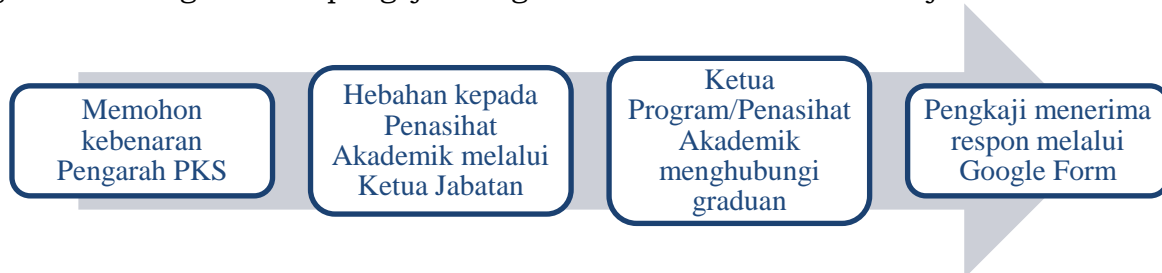 Memohon
kebenaran
Pengarah PKS
Hebahan kepada
Penasihat
Akademik melalui
Ketua Jabatan
Ketua
Program/Penasihat
Akademik
menghubungi
graduan
Pengkaji menerima
respon melalui
Google Form